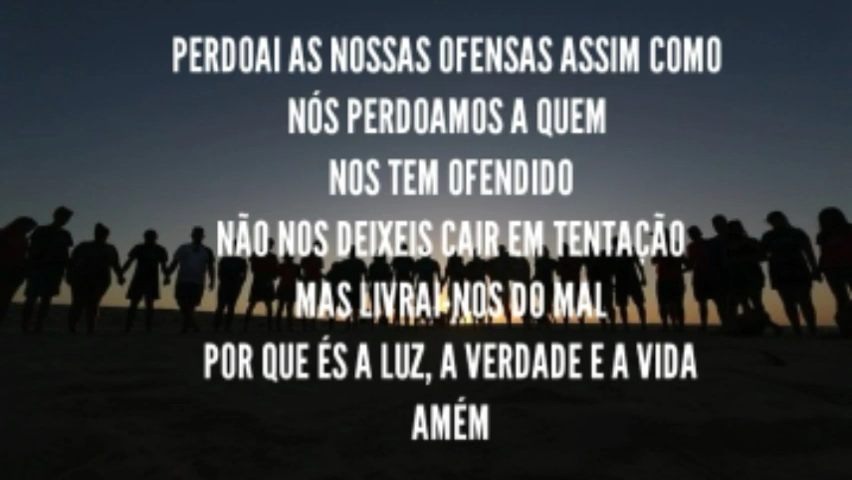 PERDOAI AS NOSSAS OFENSAS ASSIM COMO
NÓS PERDOAMOS A QUEM
NOS TEM OFENDIDO
NÃO NOS DEIXEIS CAIR EM TENTAÇÃO
MAS LIVRAI NOS DO MAL
POR QUE ÉS A LUZ, A VERDADE E A VIDA
AMÉM